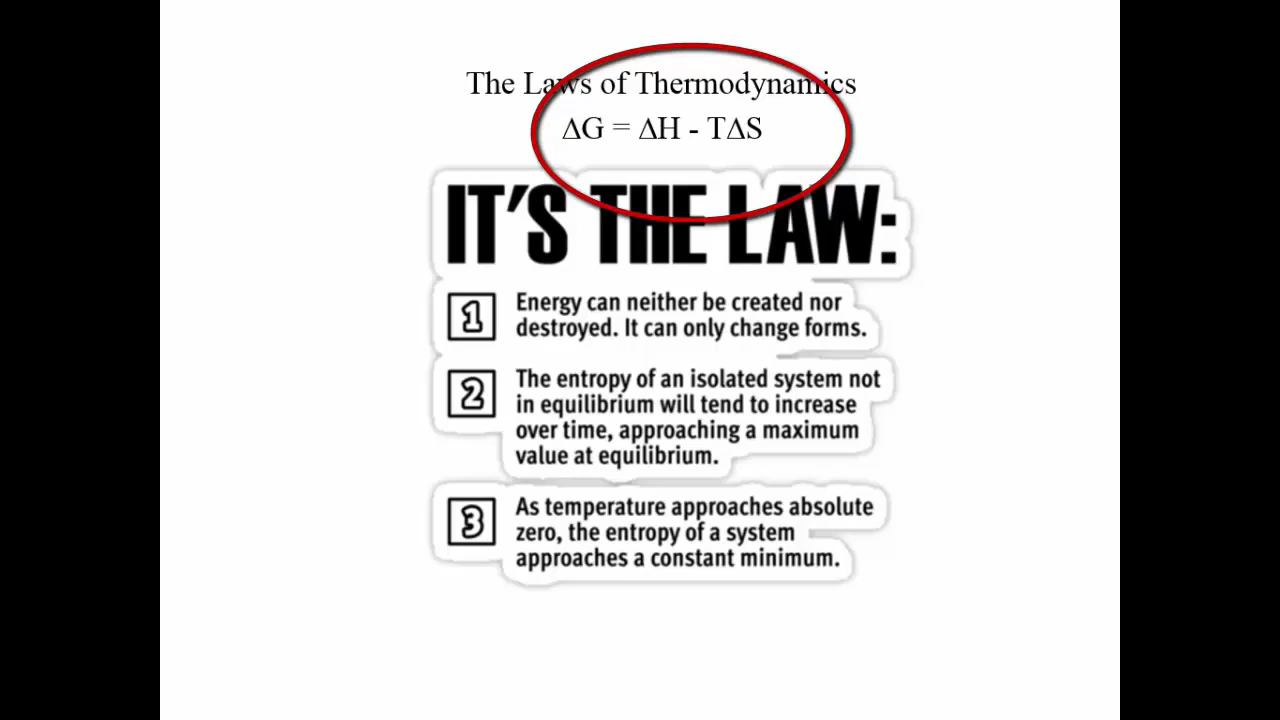 The Laws of Thermodynamics
ΔG = ΔH - TΔS
IT'S THE LAW:
1 Energy can neither be created nor
destroyed. It can only change forms.
2 The entropy of an isolated system not
in equilibrium will tend to increase
over time, approaching a maximum
value at equilibrium.
3 As temperature approaches absolute
zero, the entropy of a system
approaches a constant minimum.